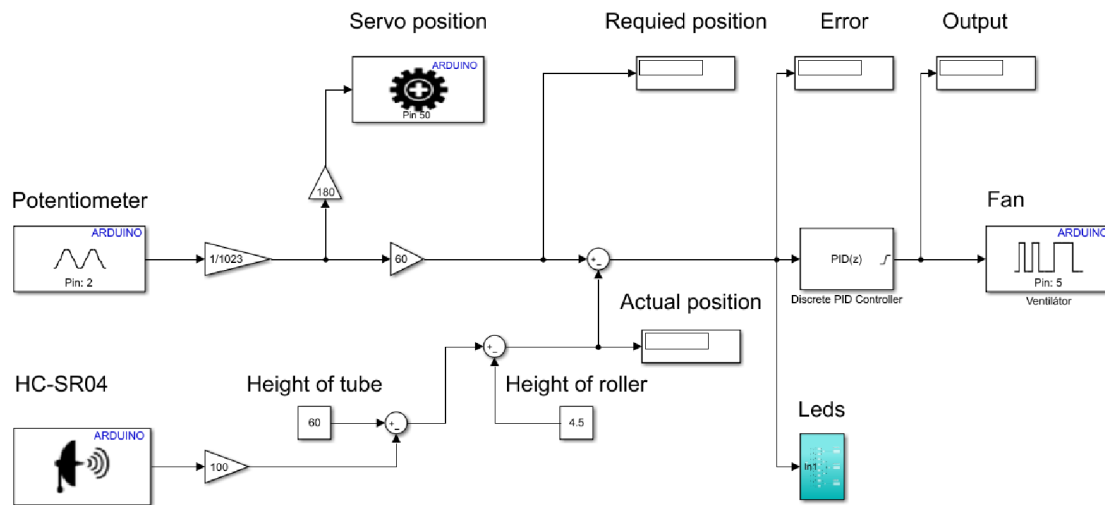 Servo position
Requied position
Error
Output
ARDUINO
Pin 50
180
Potentiometer
ARDUINO
Pin: 2
1/1023
60
+
-
PID(z)
Discrete PID Controller
Fan
ARDUINO
Pin: 5
Ventilátor
Actual position
+
-
HC-SR04
Height of tube
Height of roller
60
+
-
4.5
Leds
ARDUINO
100
In1